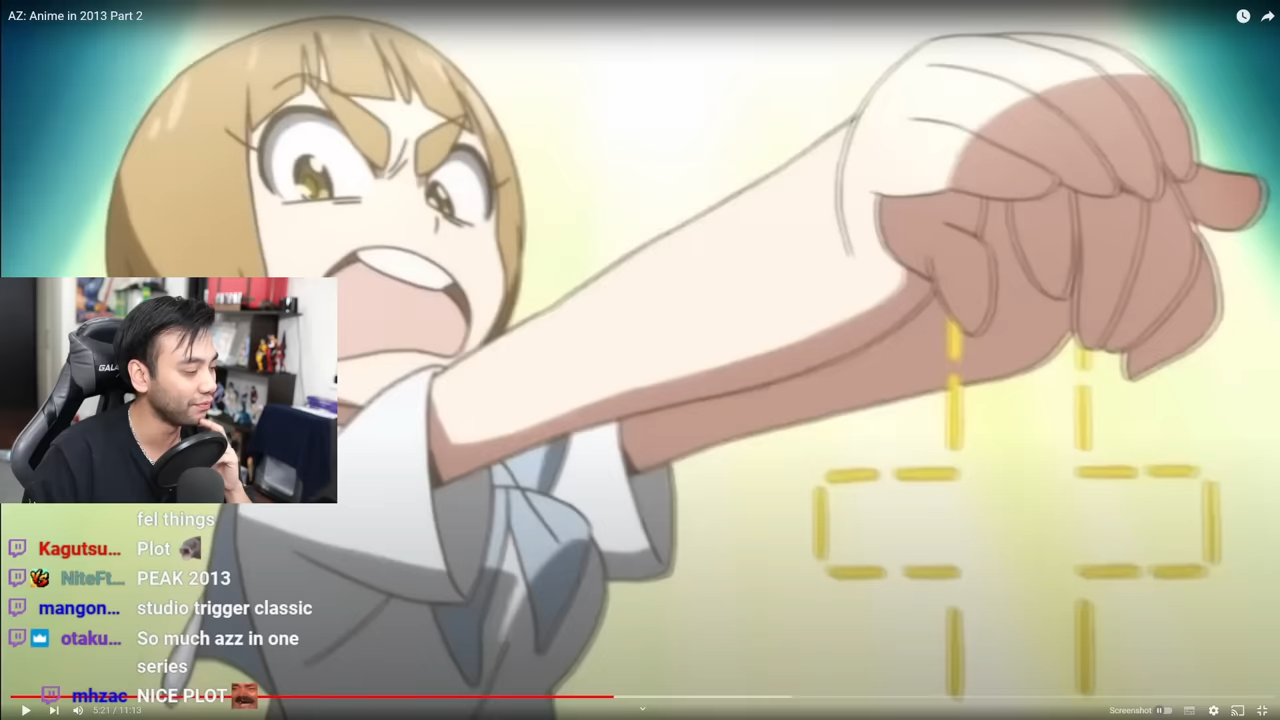 AZ: Anime in 2013 Part 2
GALA
fel things
Kagutsu... Plot
NiteFt... PEAK 2013
mangon... studio trigger classic
otaku... So much azz in one
series
mhzac NICE PLOT
5:21 / 11:13
Screenshot